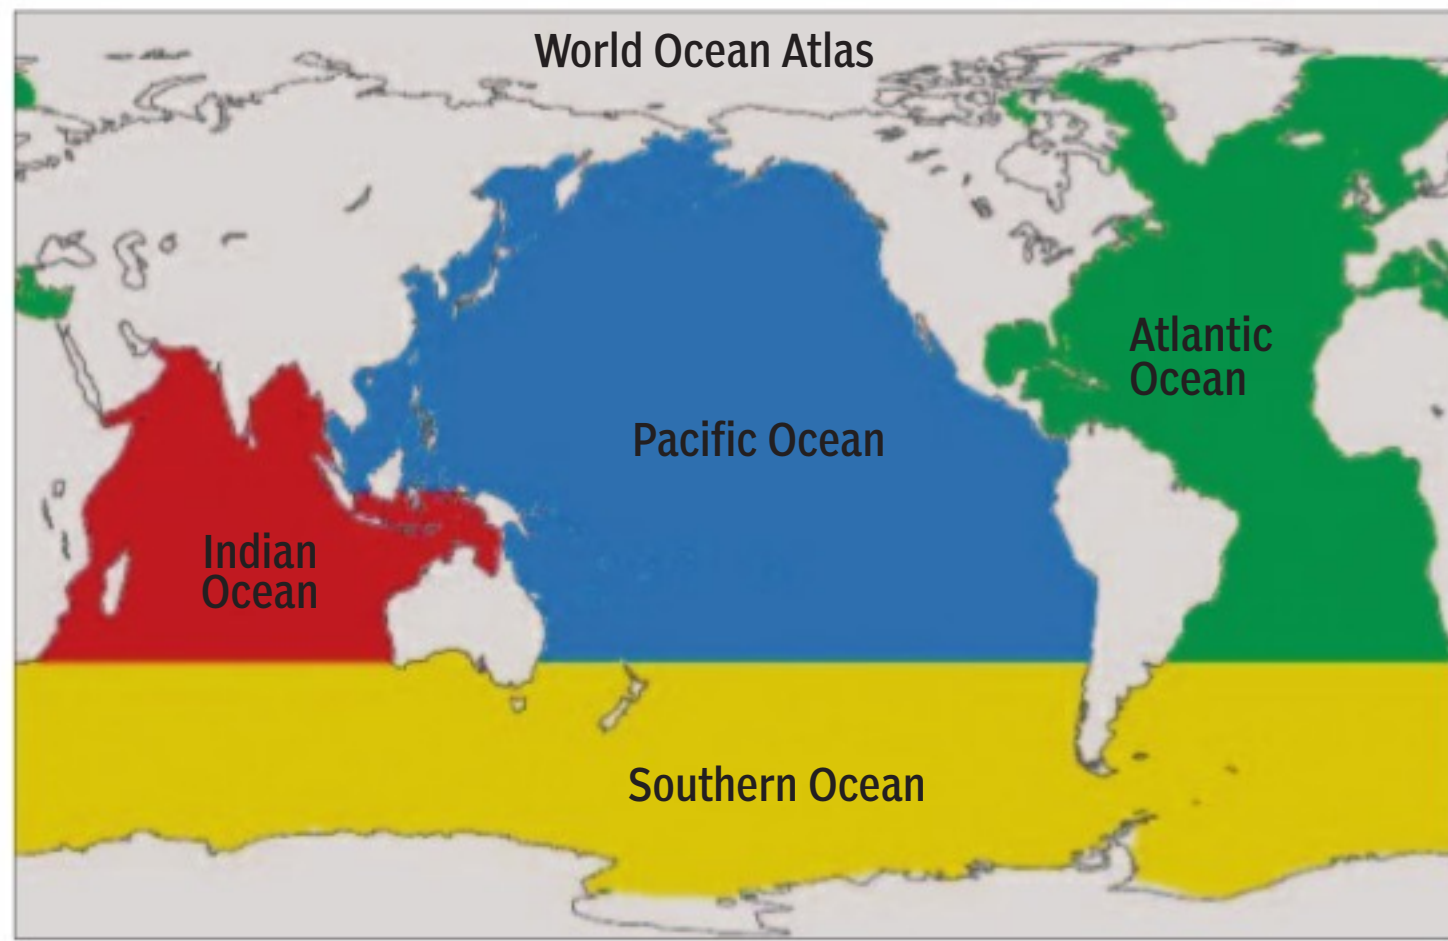 World Ocean Atlas
Atlantic
Ocean
Pacific Ocean
Indian
Ocean
Southern Ocean